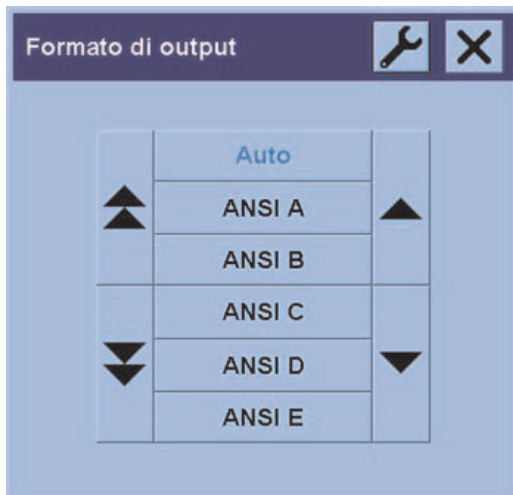 Formato di output
Auto
ANSI A
ANSI B
ANSI C
ANSI D
ANSI E